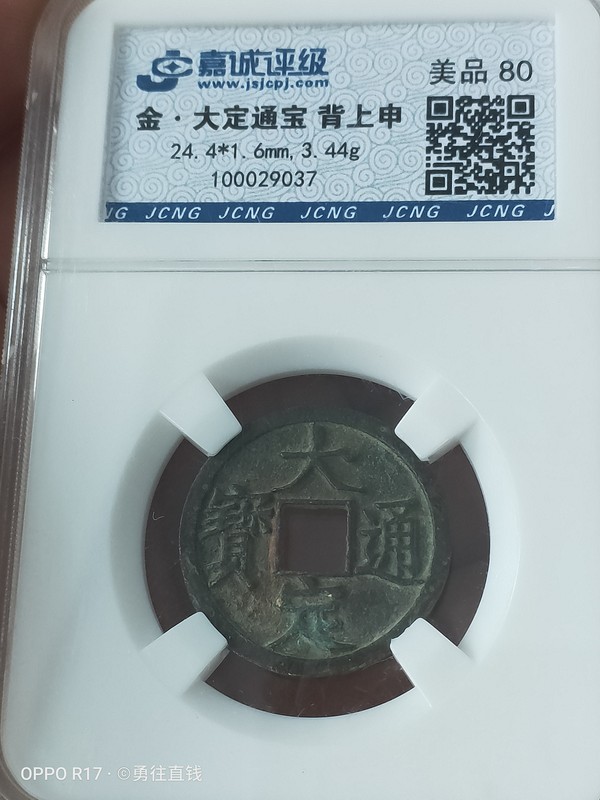 嘉诚评级
www.jsjcpj.com
美品 80
金·大定通宝 背上申
24.4*1.6mm,3.44g
100029037
JCNG JCNG JCNG JCNG JCNG
大
寶 通
定
OPPO R17·©勇往直钱